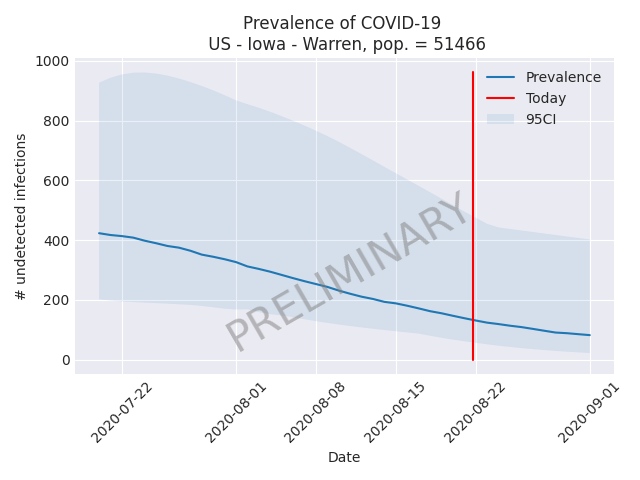 Prevalence of COVID-19
US - Iowa - Warren, pop. = 51466
1000
800
600
400
200
0
# undetected infections
Prevalence
Today
95CI
PRELIMINARY
2020-07-22
2020-08-01
2020-08-08
2020-08-15
2020-08-22
2020-09-01
Date